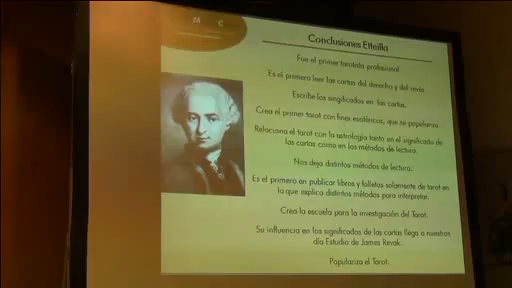 M C
Conclusiones Etteilla
Fue el primer tarotista profesional.
Es el primero leer las cartas del derecho y del revés.
Escribe los singificados en las cartas.
Crea el primer tarot con fines esotéricos, que se populariza.
Relaciona el tarot con la astrología tanto en el significado de
las cartas como en los métodos de lectura.
Nos deja distintos métodos de lectura.
Es el primero en publicar libros y folletos solamente de tarot en
la que explica distintos métodos para interpretar.
Crea la escuela para la investigación del Tarot.
Su influencia en los significados de las cartas llega a nuestros
día Estudio de James Revak.
Populariza el Tarot.